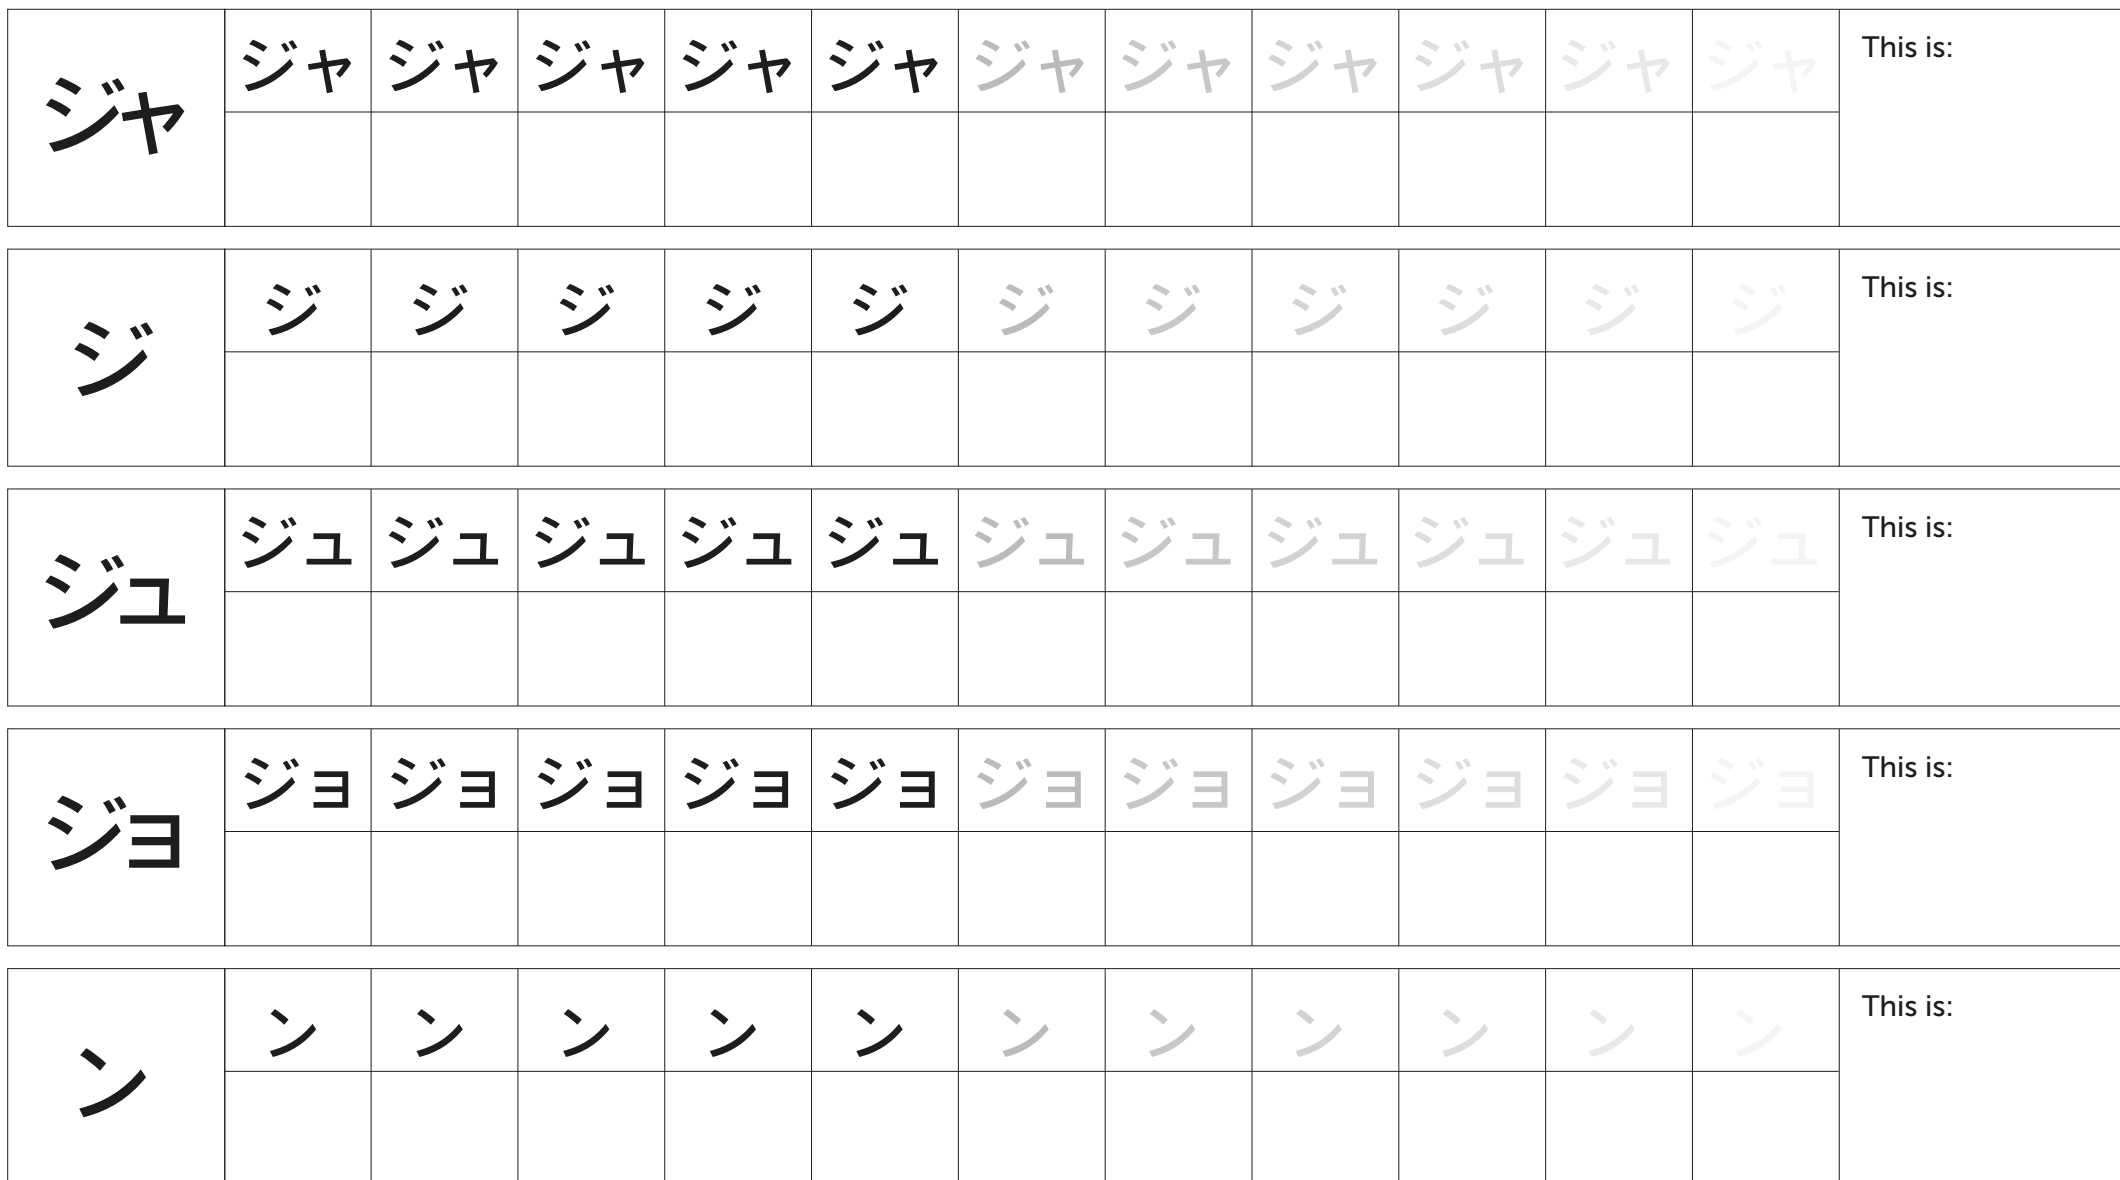 ジャ ジャ ジャ ジャ ジャ ジャ ジャ ジャ ジャ ジャ ジャ ジャ This is:
ジ ジ ジ ジ ジ ジ ジ ジ ジ ジ ジ ジ This is:
ジュ ジュ ジュ ジュ ジュ ジュ ジュ ジュ ジュ ジュ ジュ ジュ This is:
ジョ ジョ ジョ ジョ ジョ ジョ ジョ ジョ ジョ ジョ ジョ ジョ This is:
ン ン ン ン ン ン ン ン ン ン ン ン This is: